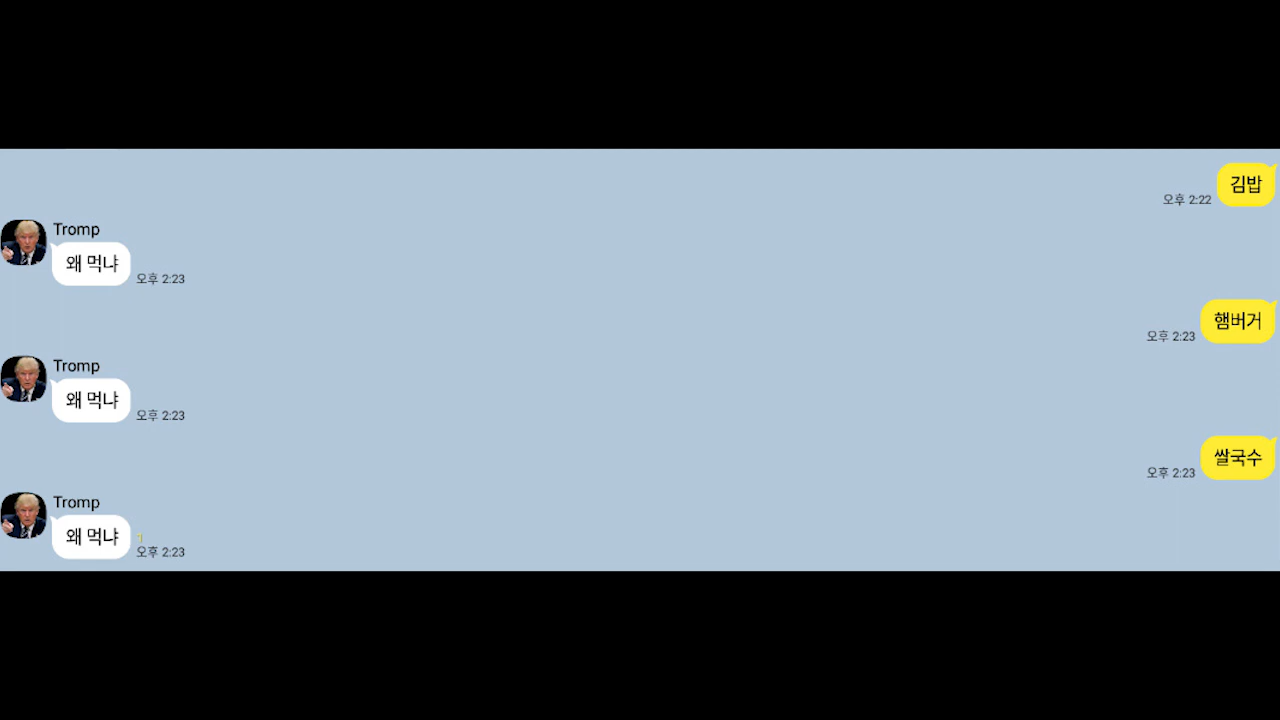 김밥
오후 2:22
Tromp
왜 먹냐
오후 2:23
햄버거
오후 2:23
Tromp
왜 먹냐
오후 2:23
쌀국수
오후 2:23
Tromp
왜 먹냐
1
오후 2:23